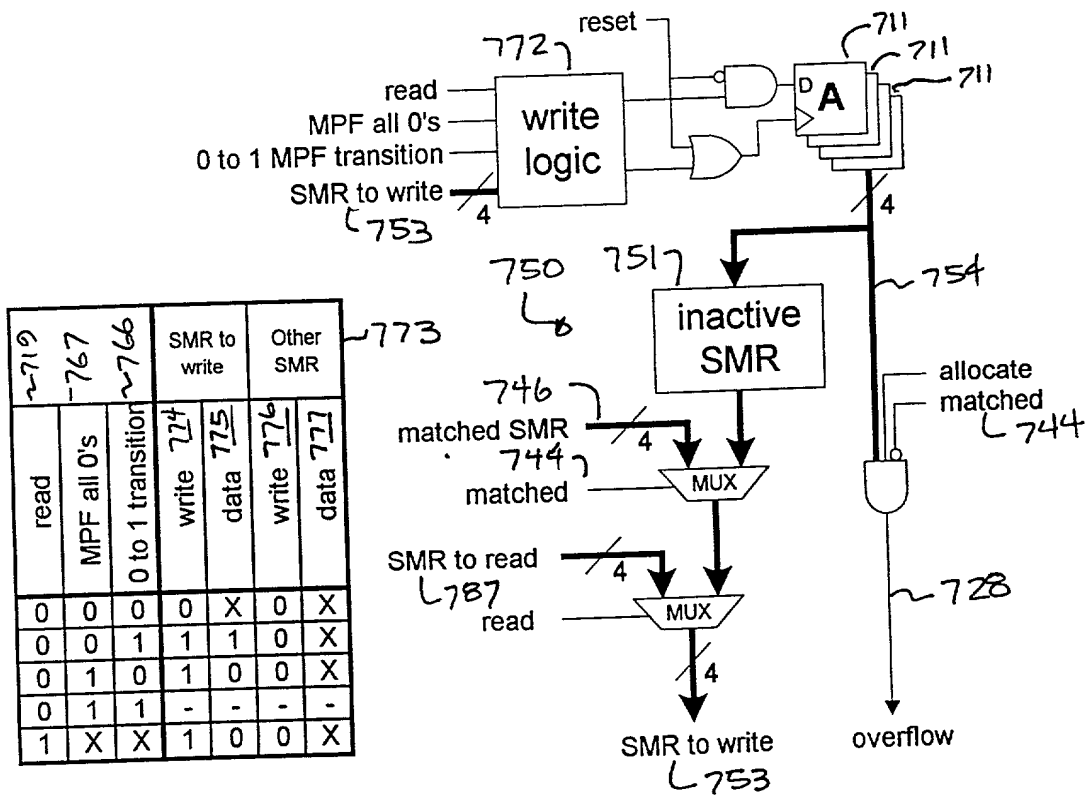 reset
772
711
711
711
read
MPF all 0's
0 to 1 MPF transition
SMR to write
753
4
write
logic
D
A
4
750
751
754
inactive
SMR
746
matched SMR
4
744
matched
MUX
allocate
matched
744
SMR to read
787
4
read
MUX
4
728
SMR to write
753
overflow
~719 -767 ~766 SMR to write Other SMR 773
read MPF all 0's 0 to 1 transition write 774 data 775 write 776 data 777
0 0 0 0 X 0 X
0 0 1 1 1 0 X
0 1 0 1 0 0 X
0 1 1 - - - -
1 X X 1 0 0 X